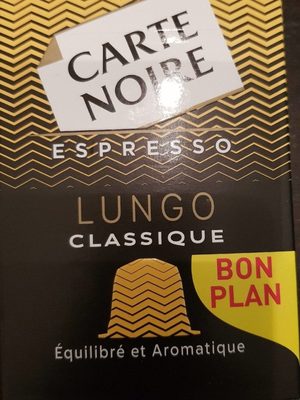 CARTE
NOIRE
ESPRESSO
LUNGO
CLASSIQUE
BON
PLAN
Équilibré et Aromatique